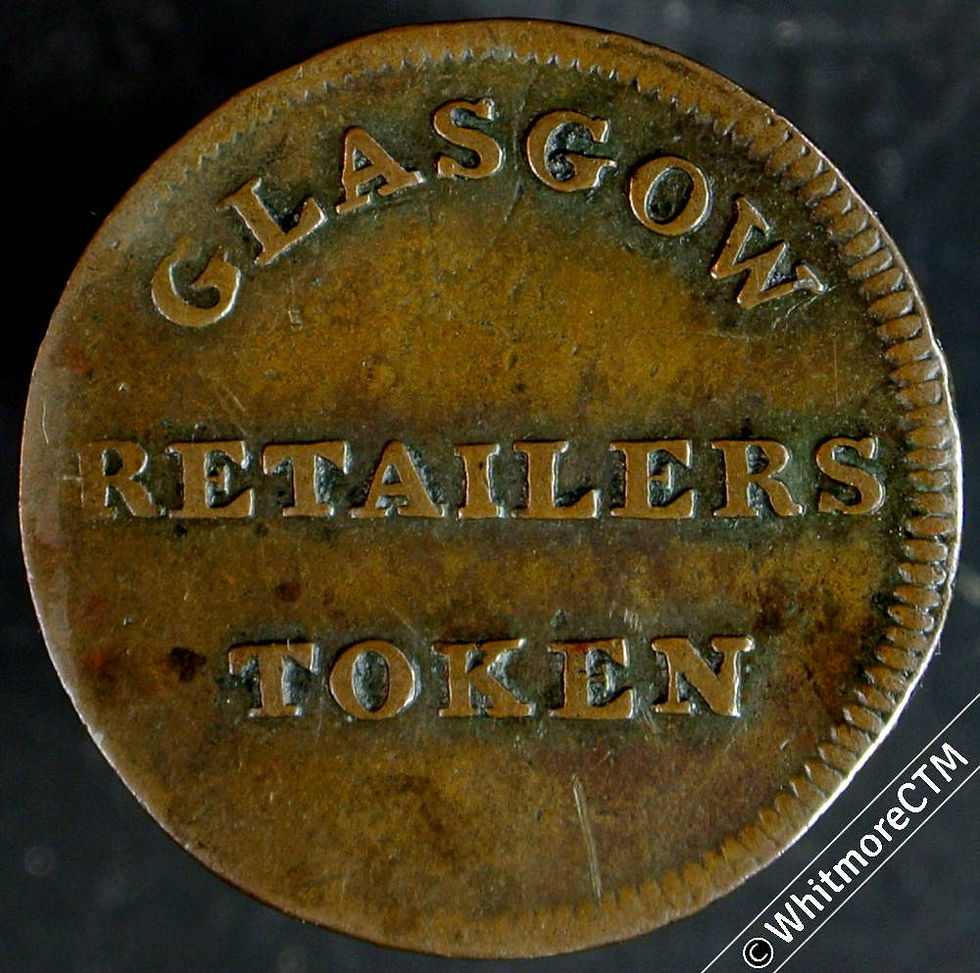 GLASGOW
RETAILERS
TOKEN
© WhitmoreCTM